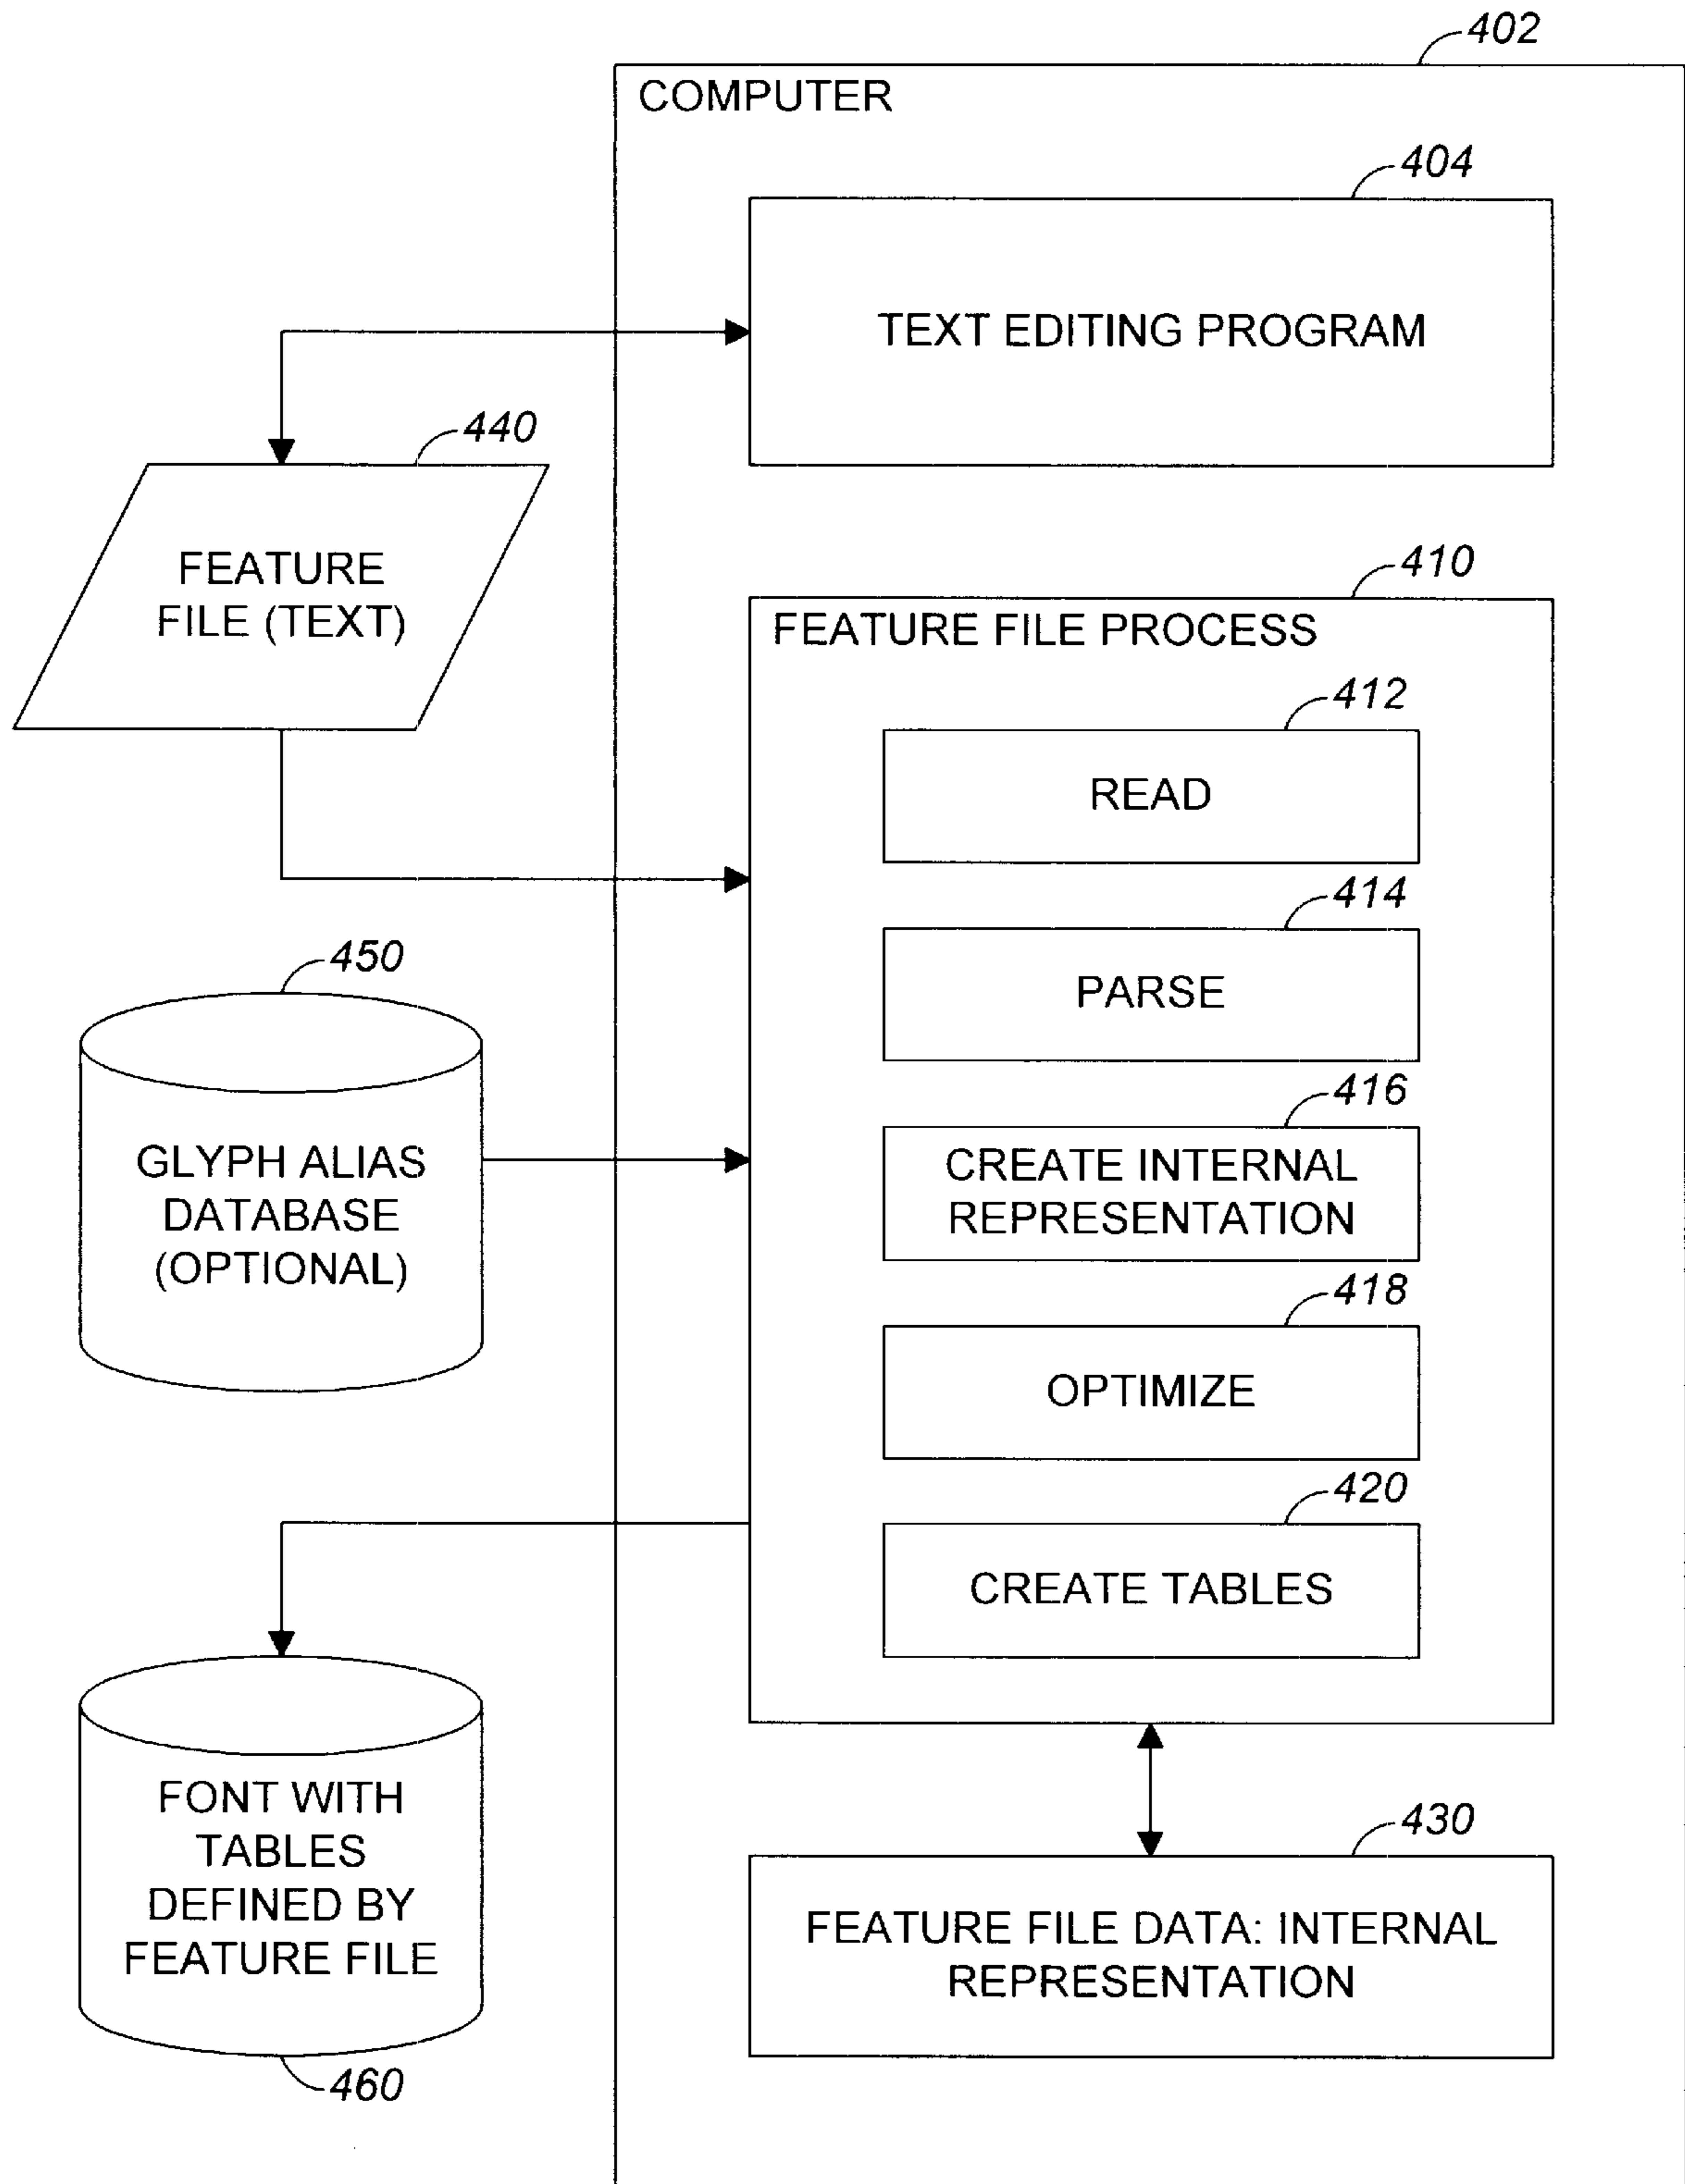 402
COMPUTER
404
TEXT EDITING PROGRAM
440
FEATURE
FILE (TEXT)
410
FEATURE FILE PROCESS
412
READ
414
PARSE
450
GLYPH ALIAS
DATABASE
(OPTIONAL)
416
CREATE INTERNAL
REPRESENTATION
418
OPTIMIZE
420
CREATE TABLES
FONT WITH
TABLES
DEFINED BY
FEATURE FILE
460
430
FEATURE FILE DATA: INTERNAL
REPRESENTATION